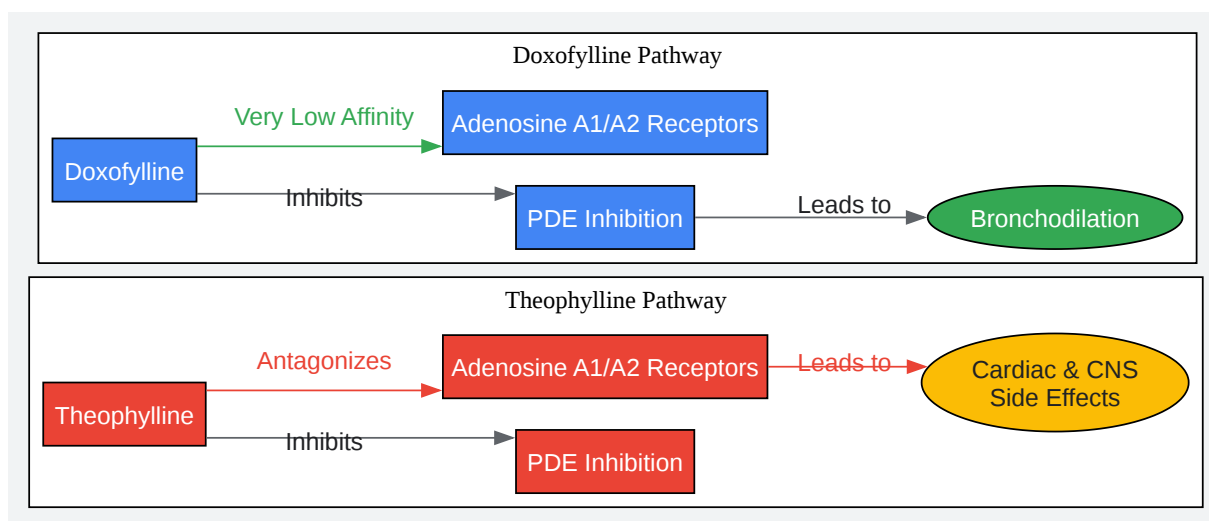 Doxofylline Pathway
Very Low Affinity
Adenosine A1/A2 Receptors
Doxofylline
Inhibits
PDE Inhibition
Leads to
Bronchodilation
Theophylline Pathway
Antagonizes
Adenosine A1/A2 Receptors
Leads to
Cardiac & CNS
Side Effects
Theophylline
Inhibits
PDE Inhibition